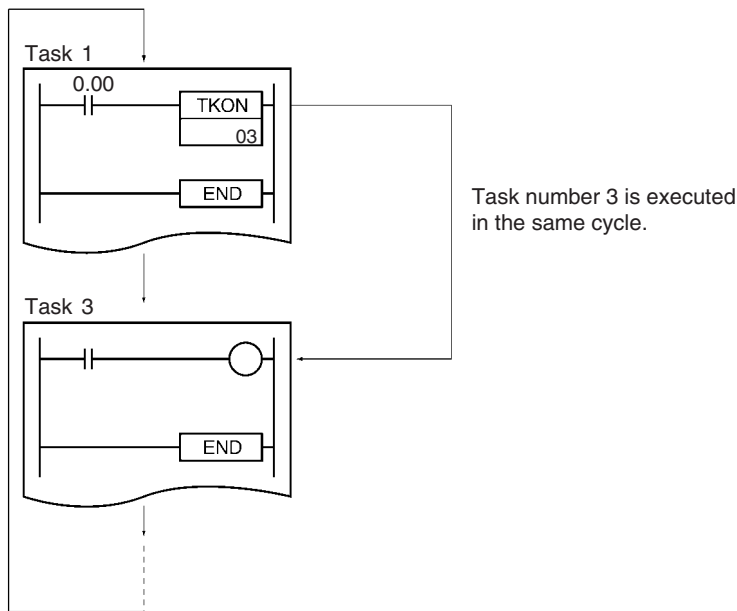 Task 1
0.00
TKON
03
END
Task number 3 is executed
in the same cycle.
Task 3
END